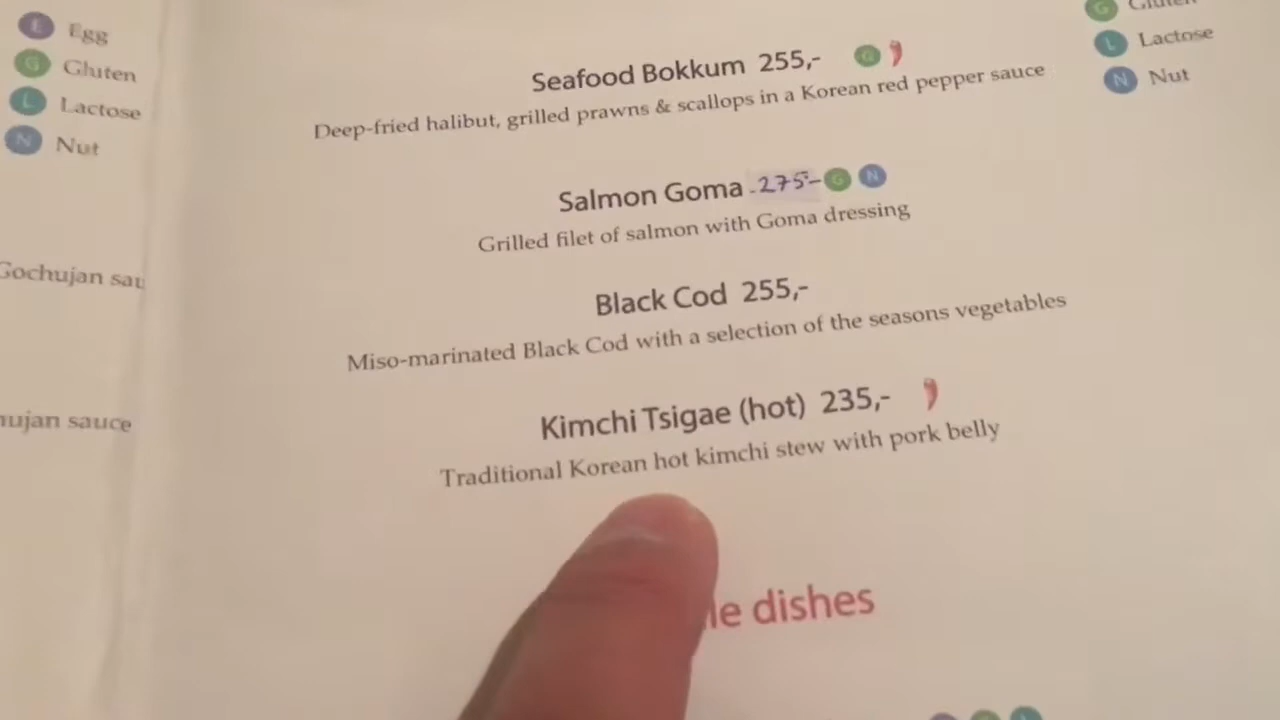 E Egg
G Gluten
L Lactose
N Nut
Gochujan
sauce
Seafood Bokkum 255,- G
Deep-fried halibut, grilled prawns & scallops in a Korean red pepper sauce
Salmon Goma 275- G N
Grilled filet of salmon with Goma dressing
Black Cod 255,-
Miso-marinated Black Cod with a selection of the seasons vegetables
Kimchi Tsigae (hot) 235,-
Traditional Korean hot kimchi stew with pork belly
dishes
G Gluten
L Lactose
N Nut